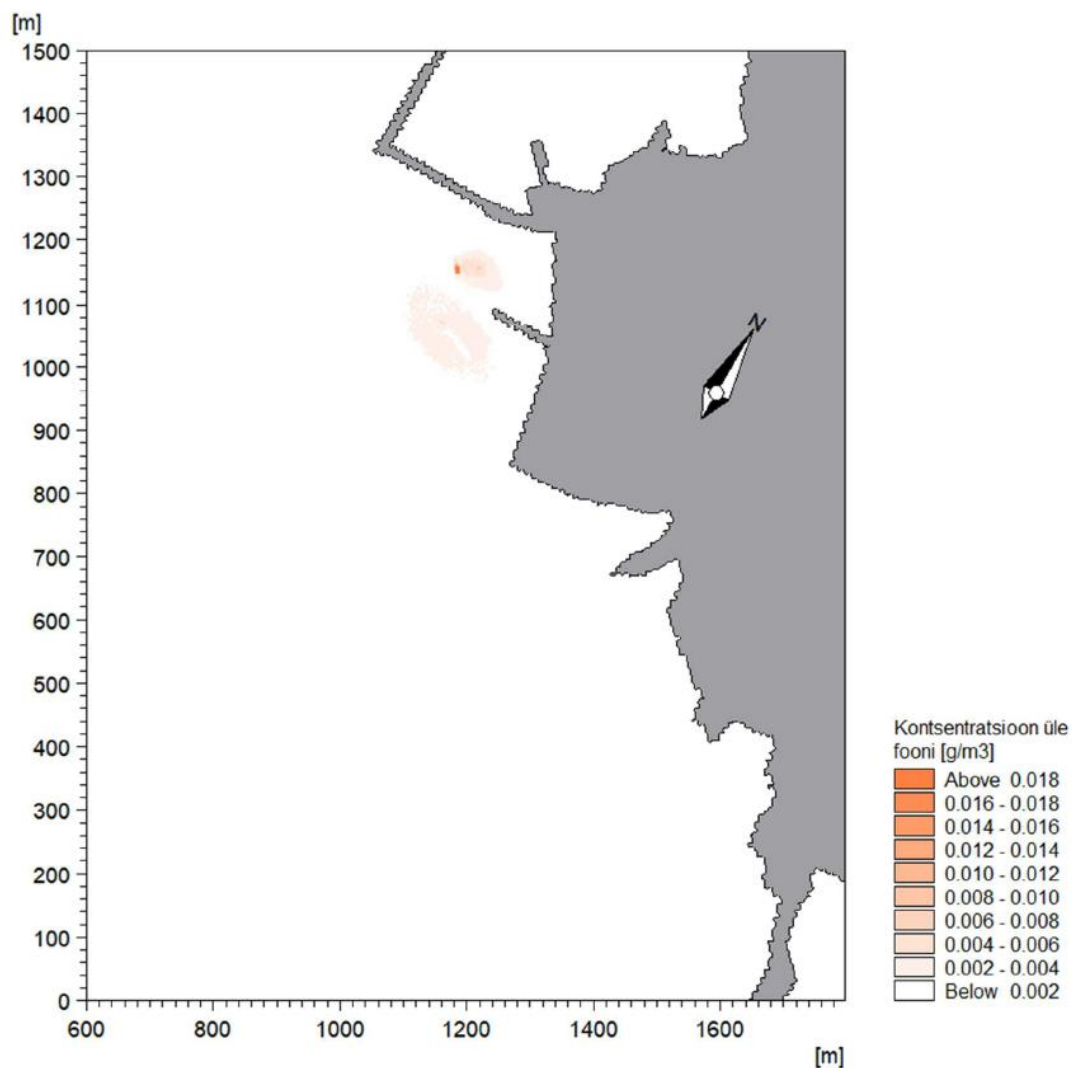 [m]
1500
1400
1300
1200
1100
1000
900
800
700
600
500
400
300
200
100
0
600 800 1000 1200 1400 1600
[m]
N
Kontsentratsioon üle
fooni [g/m3]
Above 0.018
0.016 - 0.018
0.014 - 0.016
0.012 - 0.014
0.010 - 0.012
0.008 - 0.010
0.006 - 0.008
0.004 - 0.006
0.002 - 0.004
Below 0.002